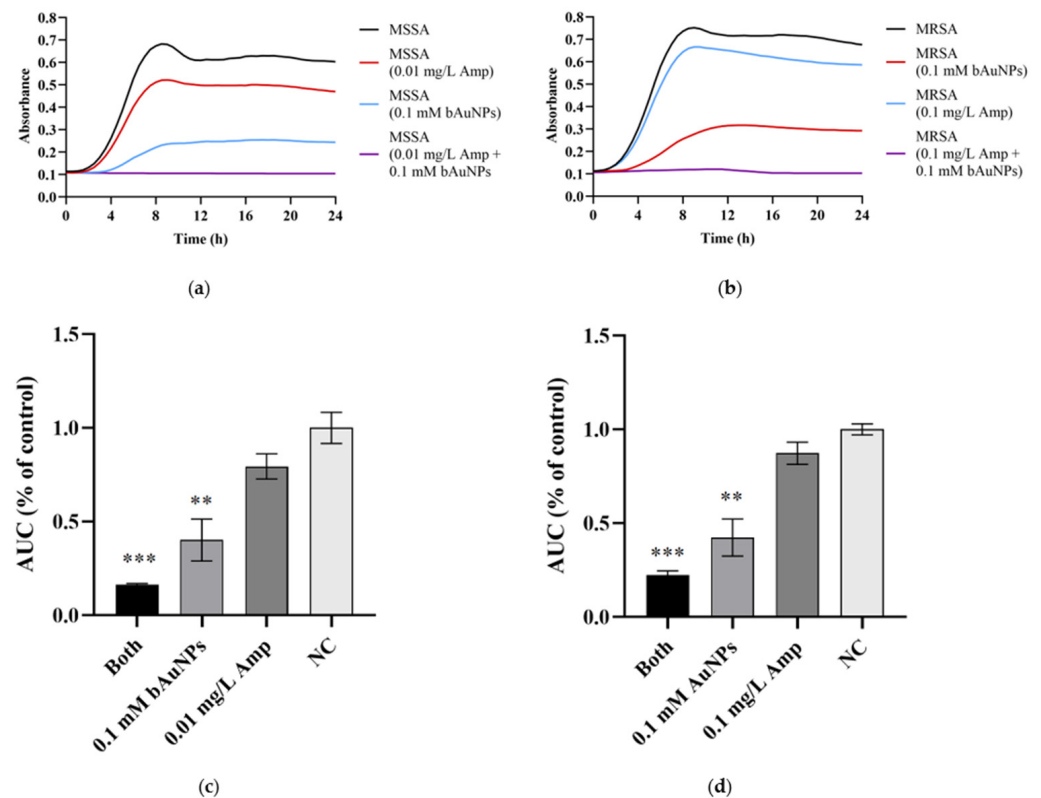 0.8
0.7
0.6
0.5
0.4
0.3
0.2
0.1
0.0
Absorbance
0 4 8 12 16 20 24
Time (h)
MSSA
MSSA
(0.01 mg/L Amp)
MSSA
(0.1 mM bAuNPs)
MSSA
(0.01 mg/L Amp +
0.1 mM bAuNPs
(a)
0.8
0.7
0.6
0.5
0.4
0.3
0.2
0.1
0.0
Absorbance
0 4 8 12 16 20 24
Time (h)
MRSA
MRSA
(0.1 mM bAuNPs)
MRSA
(0.1 mg/L Amp)
MRSA
(0.1 mg/L Amp +
0.1 mM bAuNPs)
(b)
1.5
1.0
0.5
0.0
AUC (% of control)
***
**
Both
0.1 mM bAuNPs
0.01 mg/L Amp
NC
(c)
1.5
1.0
0.5
0.0
AUC (% of control)
***
**
Both
0.1 mM AuNPs
0.1 mg/L Amp
NC
(d)